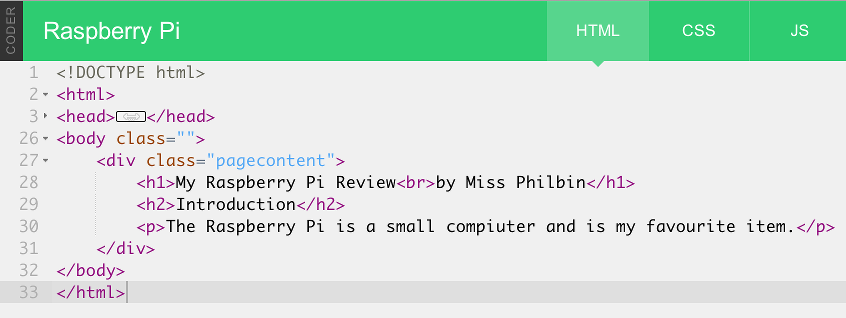 CODER
Raspberry Pi
HTML
CSS
JS
1 <!DOCTYPE html>
2 <html>
3 <head></head>
26 <body class="">
27 <div class="pagecontent">
28 <h1>My Raspberry Pi Review<br>by Miss Philbin</h1>
29 <h2>Introduction</h2>
30 <p>The Raspberry Pi is a small compiuter and is my favourite item.</p>
31 </div>
32 </body>
33 </html>